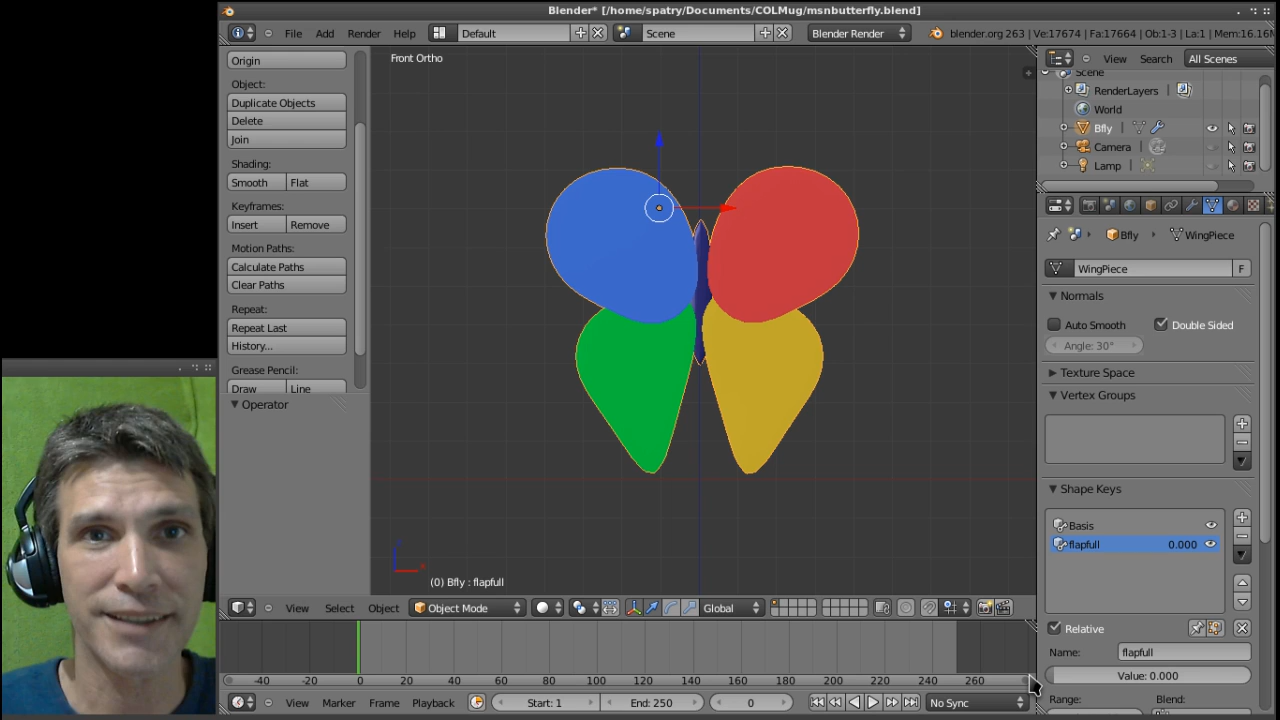 Blender* [/home/spatry/Documents/COLMug/msnbutterfly.blend]
File Add Render Help Default Scene Blender Render blender.org 263 | Ve:17674 | Fa:17664 | Ob:1-3 | La:1 | Mem:16.16
Origin
Object:
Duplicate Objects
Delete
Join
Shading:
Smooth Flat
Keyframes:
Insert Remove
Motion Paths:
Calculate Paths
Clear Paths
Repeat:
Repeat Last
History...
Grease Pencil:
Draw Line
Operator
Front Ortho
(0) Bfly : flapfull
View Select Object Object Mode Global
-40 -20 0 20 40 60 80 100 120 140 160 180 200 220 240 260
View Marker Frame Playback Start: 1 End: 250 0 No Sync
View Search All Scenes
Scene
RenderLayers
World
Bfly
Camera
Lamp
Bfly WingPiece
WingPiece F
Normals
Auto Smooth Double Sided
Angle: 30°
Texture Space
Vertex Groups
Shape Keys
Basis
flapfull 0.000
Relative
Name: flapfull
Value: 0.000
Range: Blend: